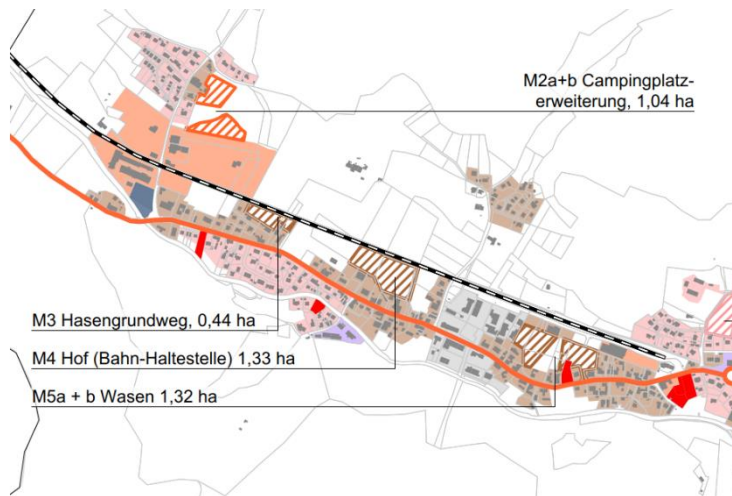 M2a+b Campingplatz-
erweiterung, 1,04 ha
M3 Hasengrundweg, 0,44 ha
M4 Hof (Bahn-Haltestelle) 1,33 ha
M5a + b Wasen 1,32 ha